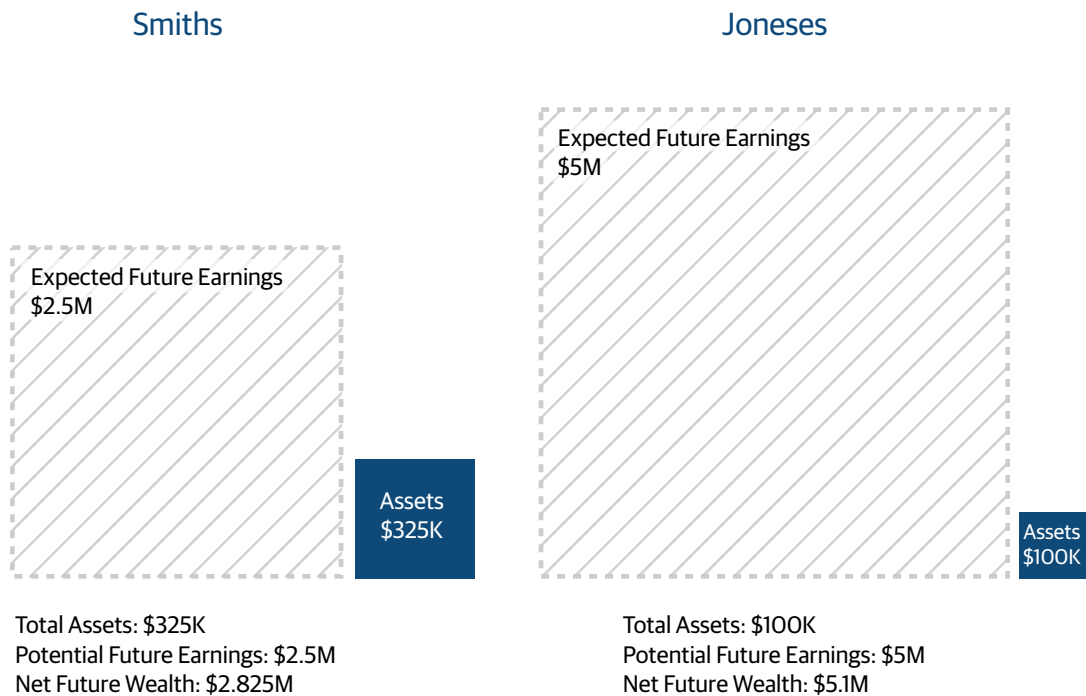 Smiths
Expected Future Earnings
$2.5M
Assets
$325K
Total Assets: $325K
Potential Future Earnings: $2.5M
Net Future Wealth: $2.825M
Joneses
Expected Future Earnings
$5M
Assets
$100K
Total Assets: $100K
Potential Future Earnings: $5M
Net Future Wealth: $5.1M